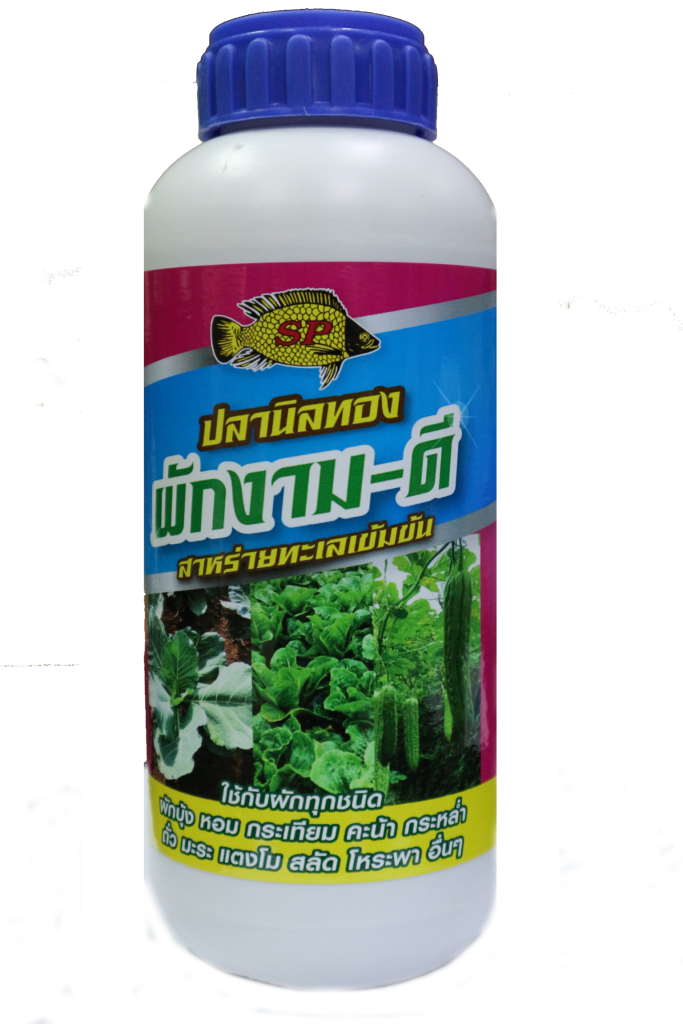 SP
ปลานิลทอง
ผักงาม-ดี
สาหร่ายทะเลเข้มข้น
ใช้กับผักทุกชนิด
ผักบุ้ง หอม กระเทียม คะน้า กระหล่ำ
ถั่ว มะระ แตงโม สลัด โหระพา อื่นๆ